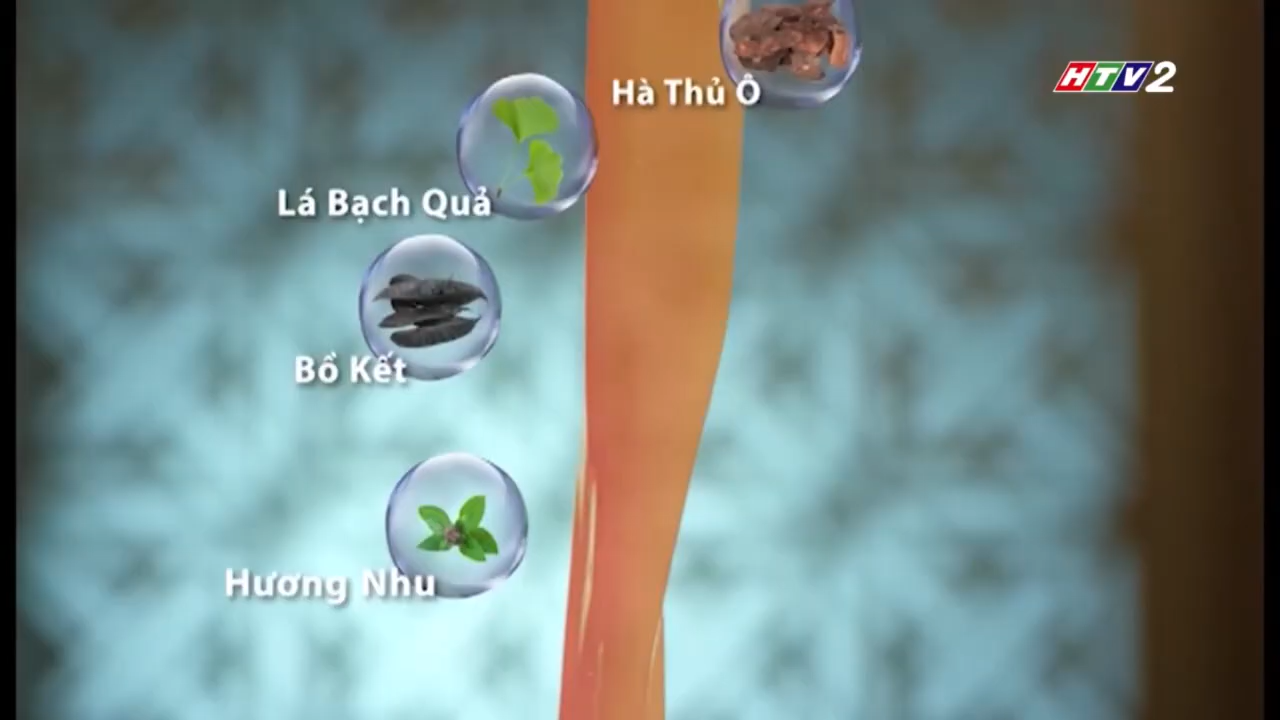 HTV2
Hà Thủ Ô
Lá Bạch Quả
Bồ Kết
Hương Nhu